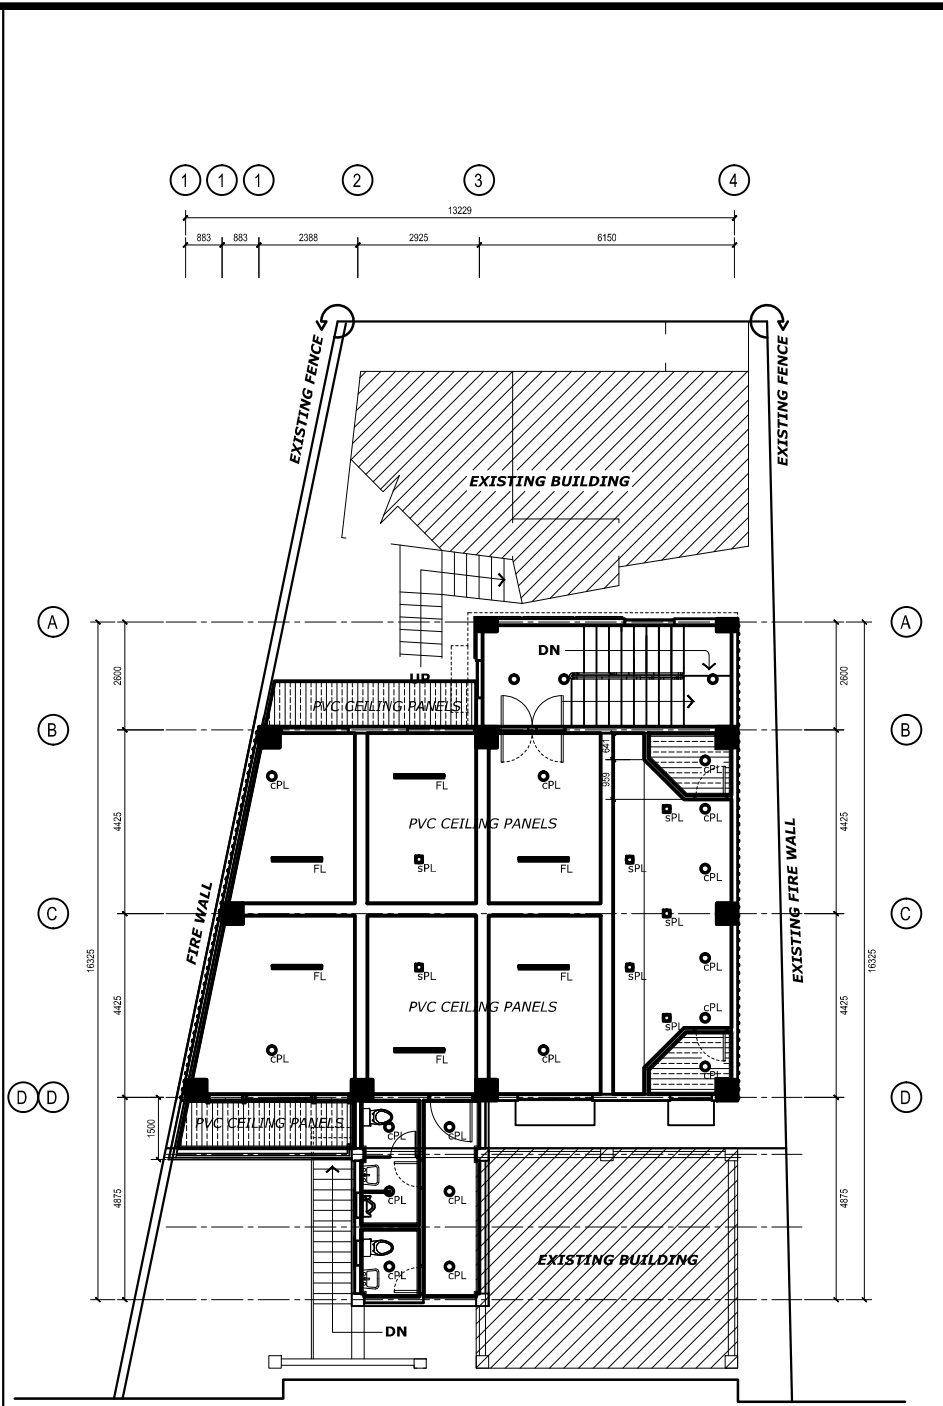 1 1 1 2 3 4
13229
883 883 2388 2925 6150
EXISTING FENCE
EXISTING FENCE
EXISTING BUILDING
A A
DN
2600 2600
UP
PVC CEILING PANELS
B B
641
cPL
cPL FL cPL
959
sPL cPL
4425 PVC CEILING PANELS 4425
FL sPL FL sPL cPL
EXISTING FIRE WALL
FIRE WALL
C C
sPL
16325 16325
cPL
FL sPL FL sPL
4425 PVC CEILING PANELS 4425
cPL
sPL
cPL FL cPL
cPL
D D D
PVC CEILING PANELS
1500
cPL cPL
4875 4875
cPL cPL
EXISTING BUILDING
cPL cPL
DN